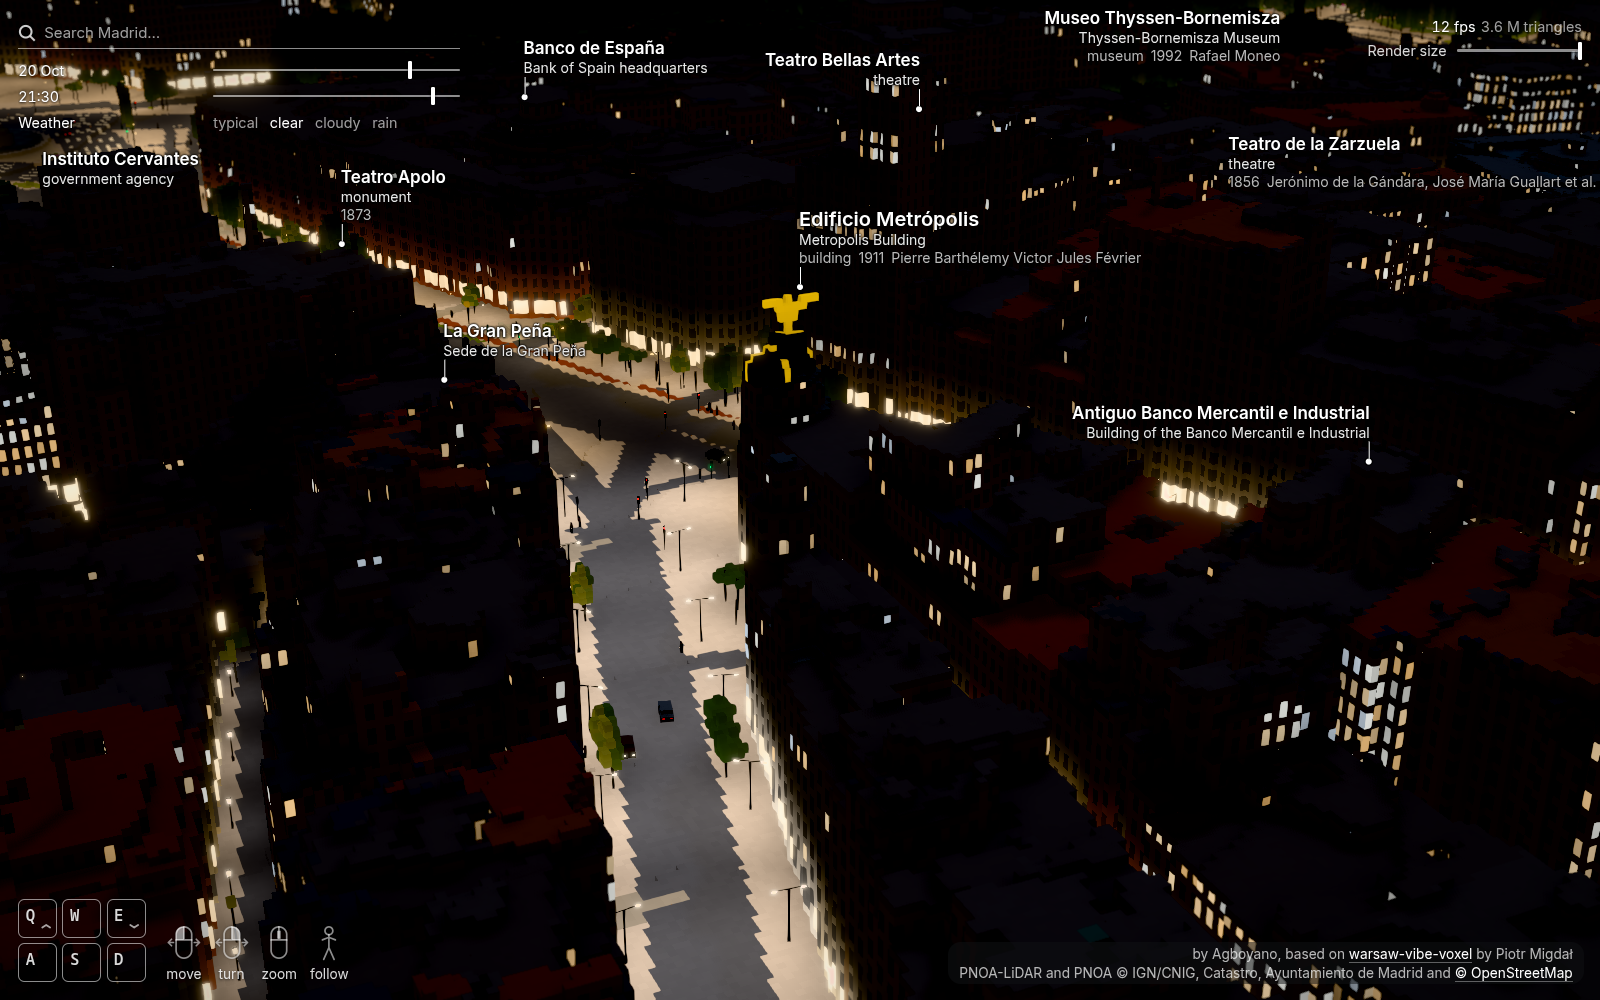 Search Madrid...
20 Oct
21:30
Weather typical clear cloudy rain
12 fps 3.6 M triangles
Render size
Banco de España
Bank of Spain headquarters
Teatro Bellas Artes
theatre
Museo Thyssen-Bornemisza
Thyssen-Bornemisza Museum
museum 1992 Rafael Moneo
Instituto Cervantes
government agency
Teatro Apolo
monument
1873
Teatro de la Zarzuela
theatre
1856 Jerónimo de la Gándara, José María Guallart et al.
Edificio Metrópolis
Metropolis Building
building 1911 Pierre Barthélemy Victor Jules Février
La Gran Peña
Sede de la Gran Peña
Antiguo Banco Mercantil e Industrial
Building of the Banco Mercantil e Industrial
Q W E
A S D
move turn zoom follow
by Agboyano, based on warsaw-vibe-voxel by Piotr Migdał
PNOA-LiDAR and PNOA © IGN/CNIG, Catastro, Ayuntamiento de Madrid and © OpenStreetMap